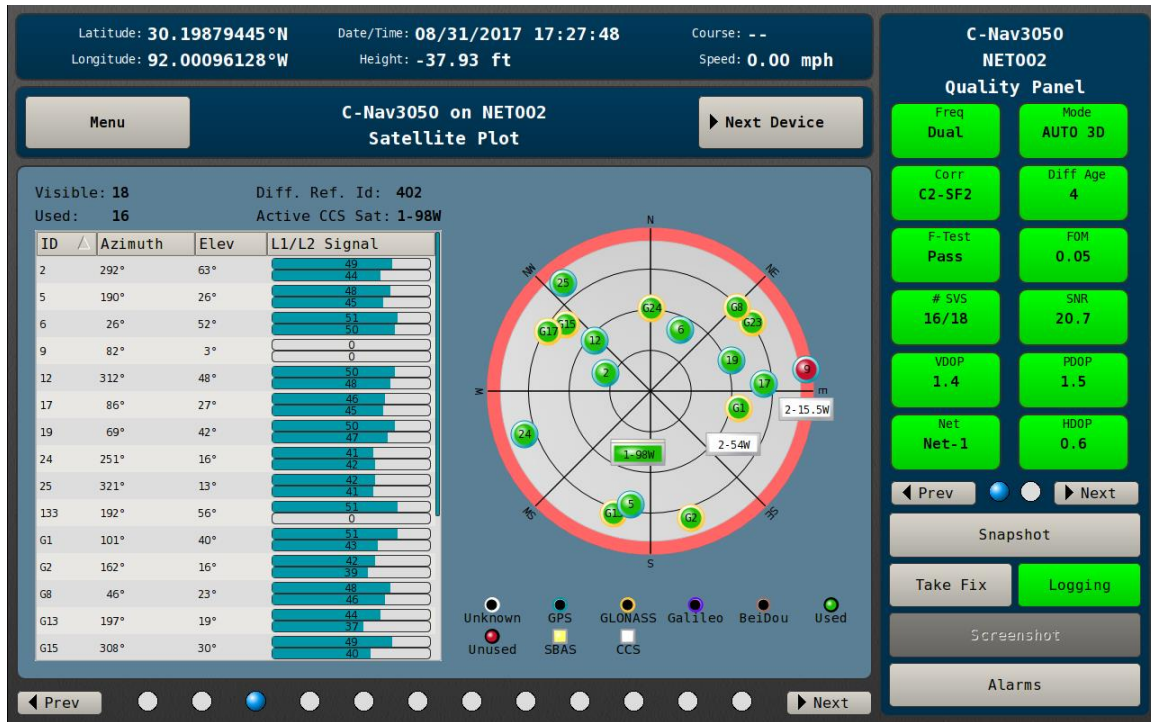 Latitude: 30.19879445°N Date/Time: 08/31/2017 17:27:48 Course: --
Longitude: 92.00096128°W Height: -37.93 ft Speed: 0.00 mph
Menu
C-Nav3050 on NET002
Satellite Plot
Next Device
Visible: 18 Diff. Ref. Id: 402
Used: 16 Active CCS Sat: 1-98W
ID Azimuth Elev L1/L2 Signal
2 292° 63° 49 44
5 190° 26° 48 45
6 26° 52° 51 50
9 82° 3° 0 0
12 312° 48° 50 48
17 86° 27° 46 45
19 69° 42° 50 47
24 251° 16° 41 42
25 321° 13° 42 41
133 192° 56° 51 0
G1 101° 40° 51 43
G2 162° 16° 42 39
G8 46° 23° 48 46
G13 197° 19° 44 37
G15 308° 30° 49 40
N
NW
NE
25
G24
G8
G15
G17
G23
12
6
19
2
9
17
W
E
G1
2-15.5W
24
2-54W
1-98W
5
G2
SW
SE
S
Unknown GPS GLONASS Galileo BeiDou Used
Unused SBAS CCS
Prev
Next
C-Nav3050
NET002
Quality Panel
Freq Mode
Dual AUTO 3D
Corr Diff Age
C2-SF2 4
F-Test FOM
Pass 0.05
# SVS SNR
16/18 20.7
VDOP PDOP
1.4 1.5
Net HDOP
Net-1 0.6
Prev Next
Snapshot
Take Fix Logging
Screenshot
Alarms